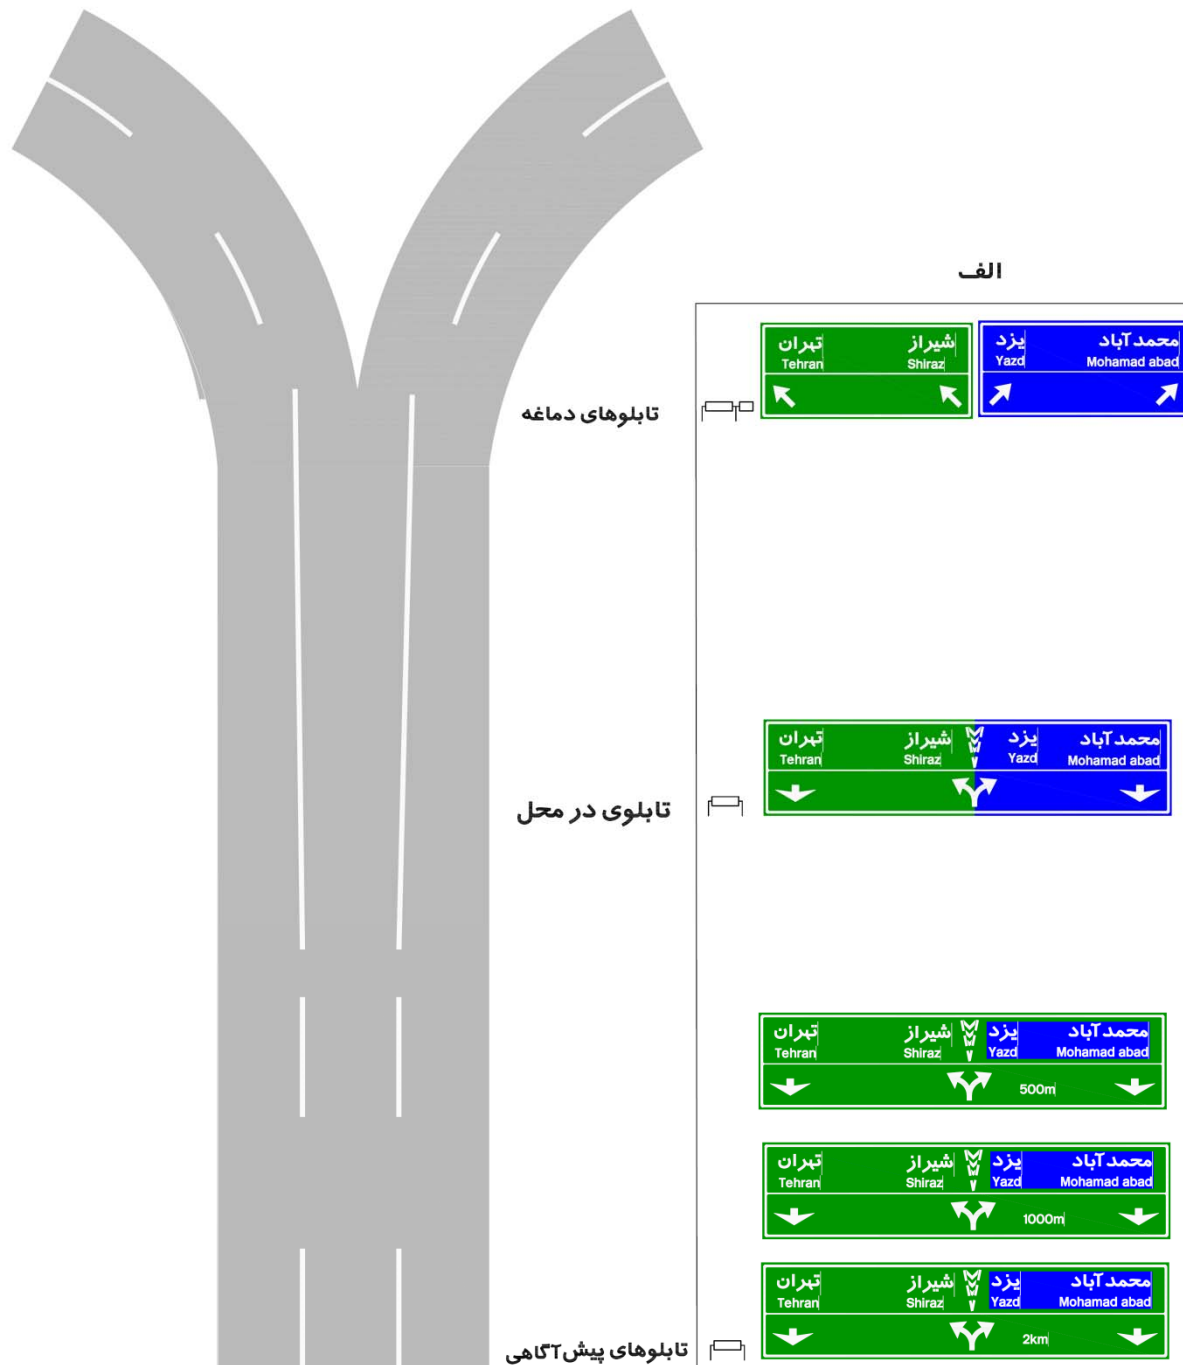 الف
شیراز تهران
Shiraz Tehran
محمدآباد یزد
Mohamad abad Yazd
تابلوهای دماغه
محمدآباد یزد شیراز تهران
Tehran Shiraz Yazd Mohamad abad
تابلوی در محل
محمدآباد یزد شیراز تهران
Tehran Shiraz Yazd Mohamad abad
500m
محمدآباد یزد شیراز تهران
Tehran Shiraz Yazd Mohamad abad
1000m
محمدآباد یزد شیراز تهران
Tehran Shiraz Yazd Mohamad abad
2km
تابلوهای پیش‌آگاهی